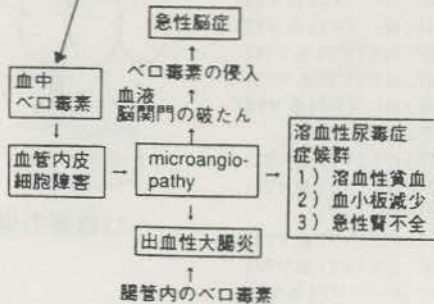 急性脳症
↑
ベロ毒素の侵入
血液↑
脳関門の破たん
↑
血中
ベロ毒素
↓
血管内皮
細胞障害
→
microangio-
pathy
→
溶血性尿毒症
症候群
1）溶血性貧血
2）血小板減少
3）急性腎不全
↓
出血性大腸炎
↑
腸管内のベロ毒素